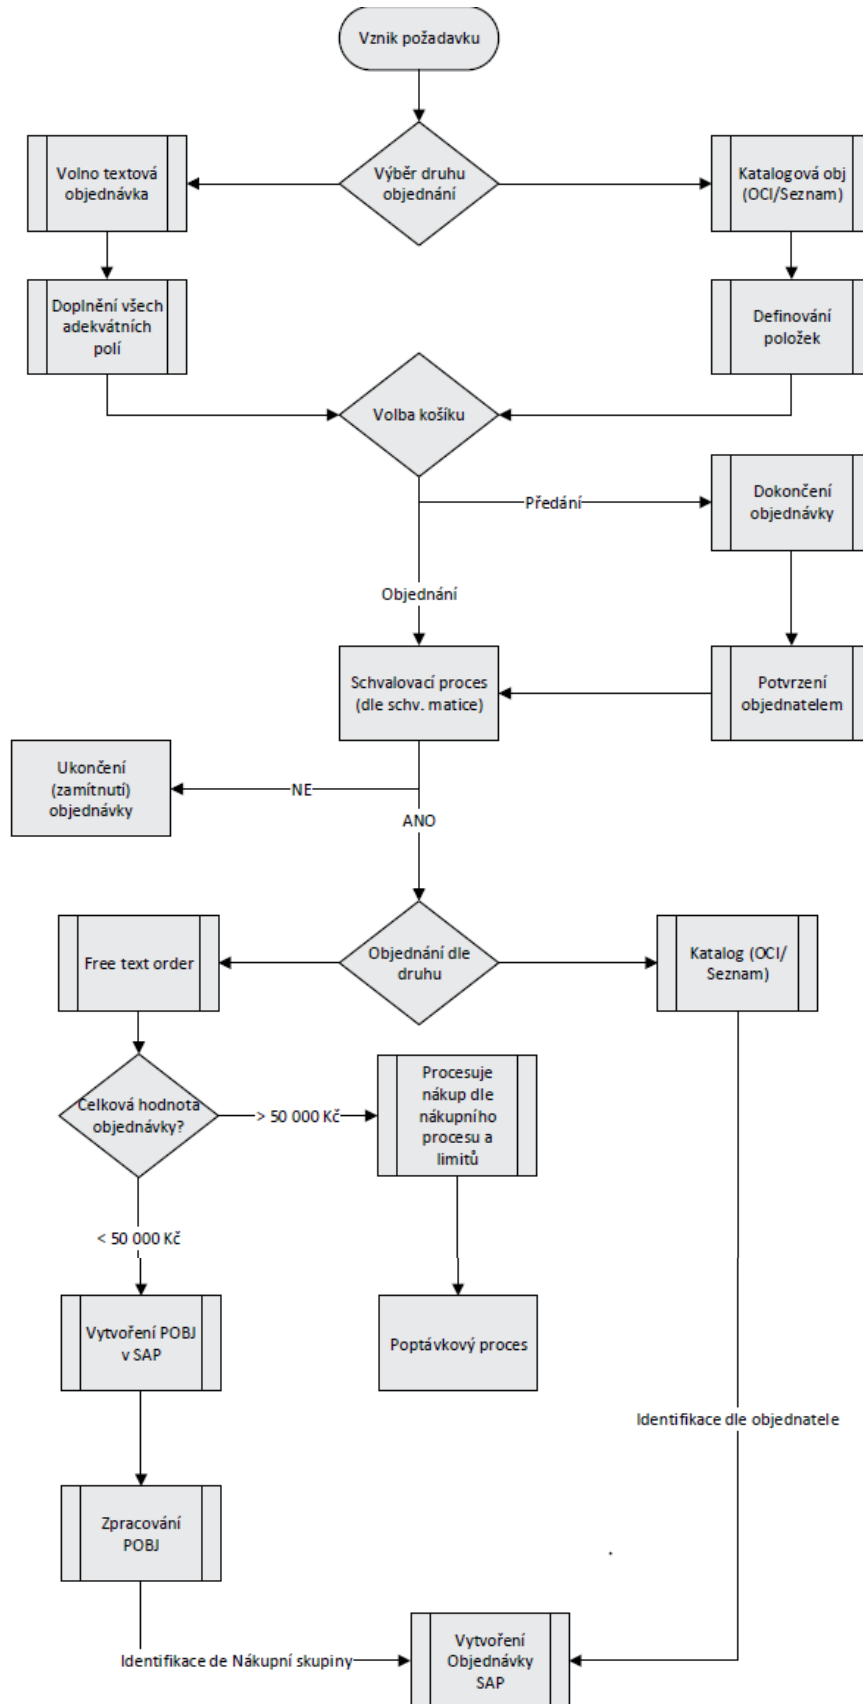 Vznik požadavku
Volno textová
objednávka
Výběr druhu
objednání
Katalogová obj
(OCI/Seznam)
Doplnění všech
adekvátních
polí
Definování
položek
Volba košíku
Předání
Dokončení
objednávky
Objednání
Schvalovací proces
(dle schv. matice)
Potvrzení
objednatelem
Ukončení
(zamítnutí)
objednávky
NE
ANO
Free text order
Objednání dle
druhu
Katalog (OCI/
Seznam)
Celková hodnota
objednávky?
> 50 000 Kč
Procesuje
nákup dle
nákupního
procesu a
limitů
< 50 000 Kč
Vytvoření POBJ
v SAP
Poptávkový proces
Identifikace dle objednatele
Zpracování
POBJ
Identifikace de Nákupní skupiny
Vytvoření
Objednávky
SAP